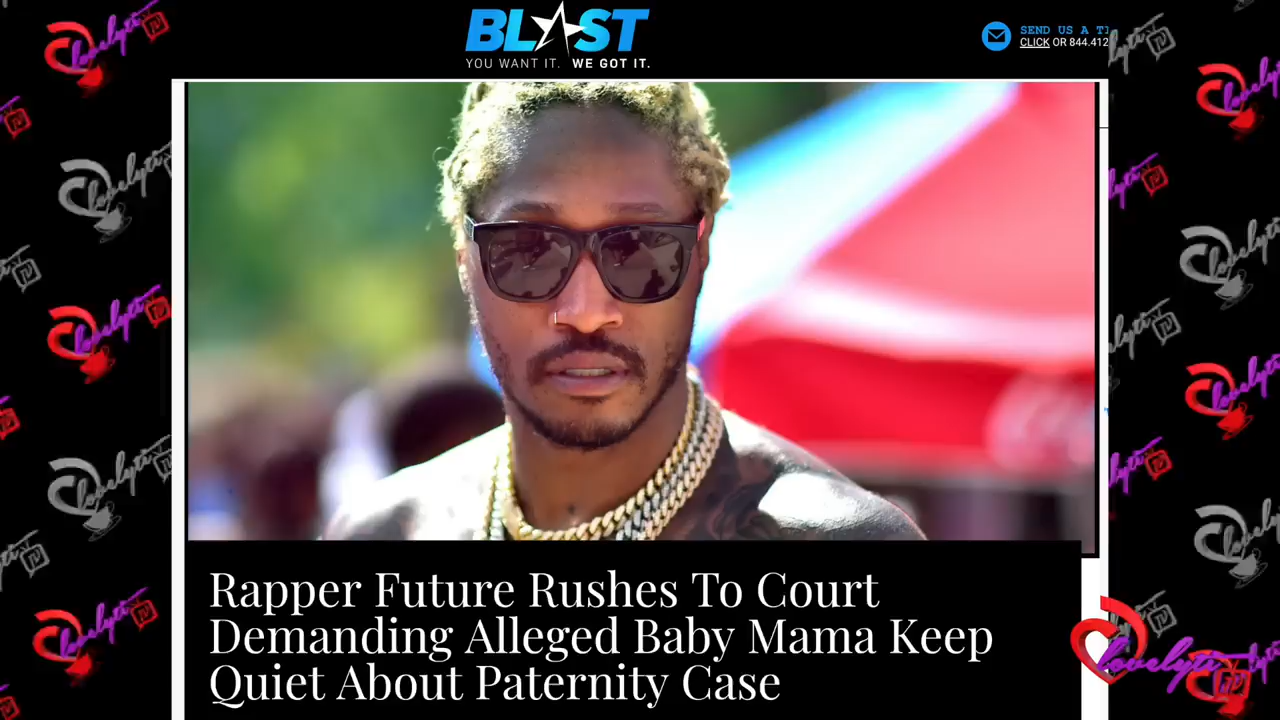 BLAST
YOU WANT IT. WE GOT IT.
SEND US A
CLICK OR 844.412
Rapper Future Rushes To Court
Demanding Alleged Baby Mama Keep
Quiet About Paternity Case
lovelyti